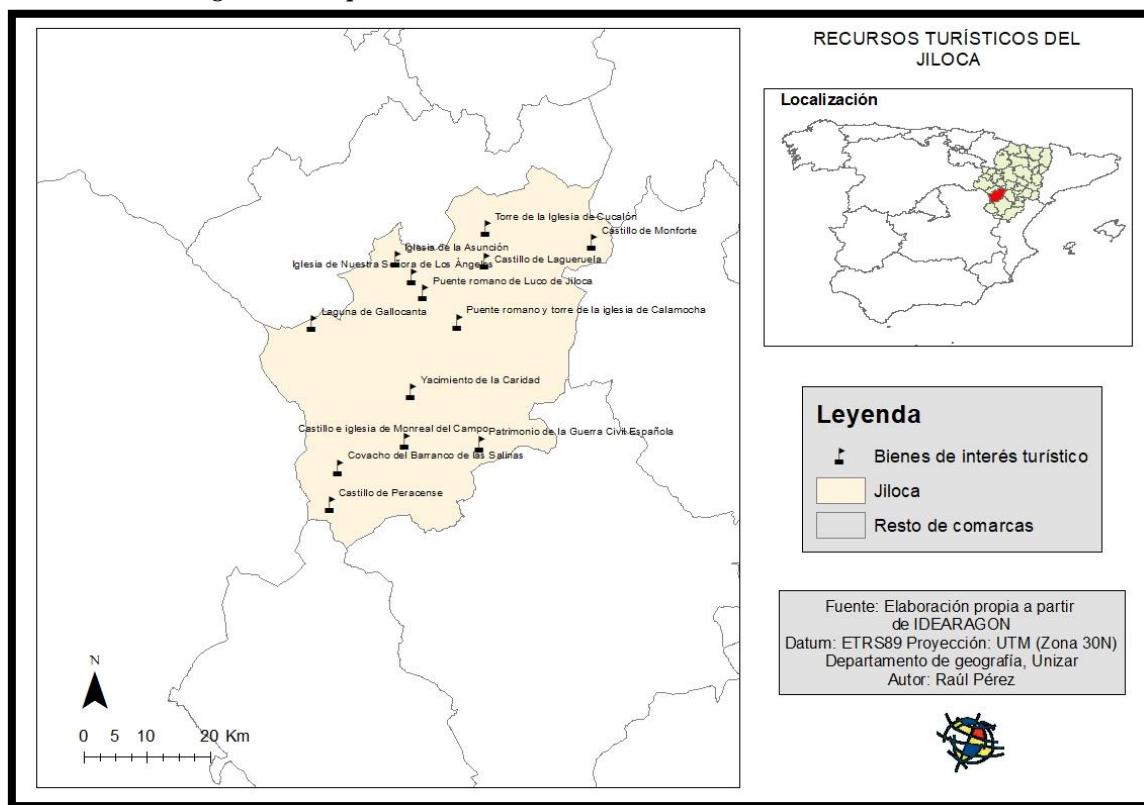 RECURSOS TURÍSTICOS DEL
JILOCA
Localización
Torre de la Iglesia de Cucalón
Castillo de Monforte
Iglesia de la Asunción
Castillo de Lagueruela
Iglesia de Nuestra Señora de Los Ángeles
Puente romano de Luco de Jiloca
Laguna de Gallocanta
Puente romano y torre de la iglesia de Calamocha
Yacimiento de la Caridad
Castillo e iglesia de Monreal del Campo
Patrimonio de la Guerra Civil Española
Covacho del Barranco de las Salinas
Castillo de Peracense
N
0 5 10 20 Km
Leyenda
Bienes de interés turístico
Jiloca
Resto de comarcas
Fuente: Elaboración propia a partir
de IDEARAGON
Datum: ETRS89 Proyección: UTM (Zona 30N)
Departamento de geografía, Unizar
Autor: Raúl Pérez